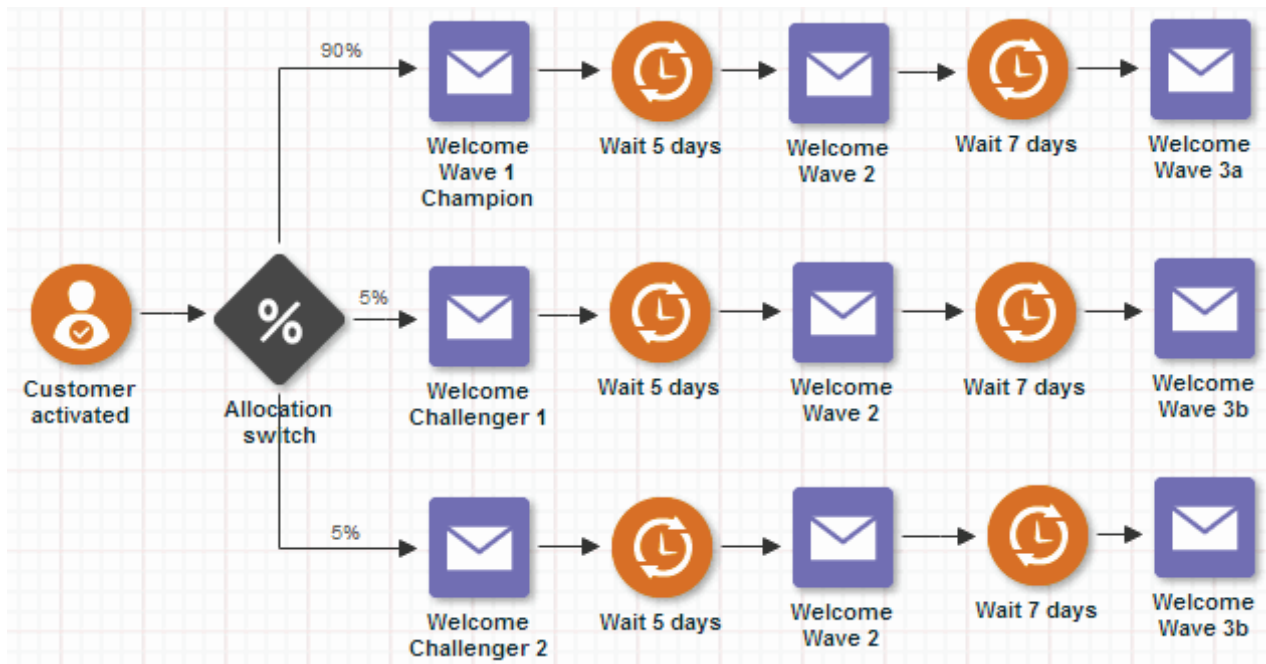 90%
Welcome
Wave 1
Champion
Wait 5 days
Welcome
Wave 2
Wait 7 days
Welcome
Wave 3a
Customer
activated
%
Allocation
switch
5%
Welcome
Challenger 1
Wait 5 days
Welcome
Wave 2
Wait 7 days
Welcome
Wave 3b
5%
Welcome
Challenger 2
Wait 5 days
Welcome
Wave 2
Wait 7 days
Welcome
Wave 3b